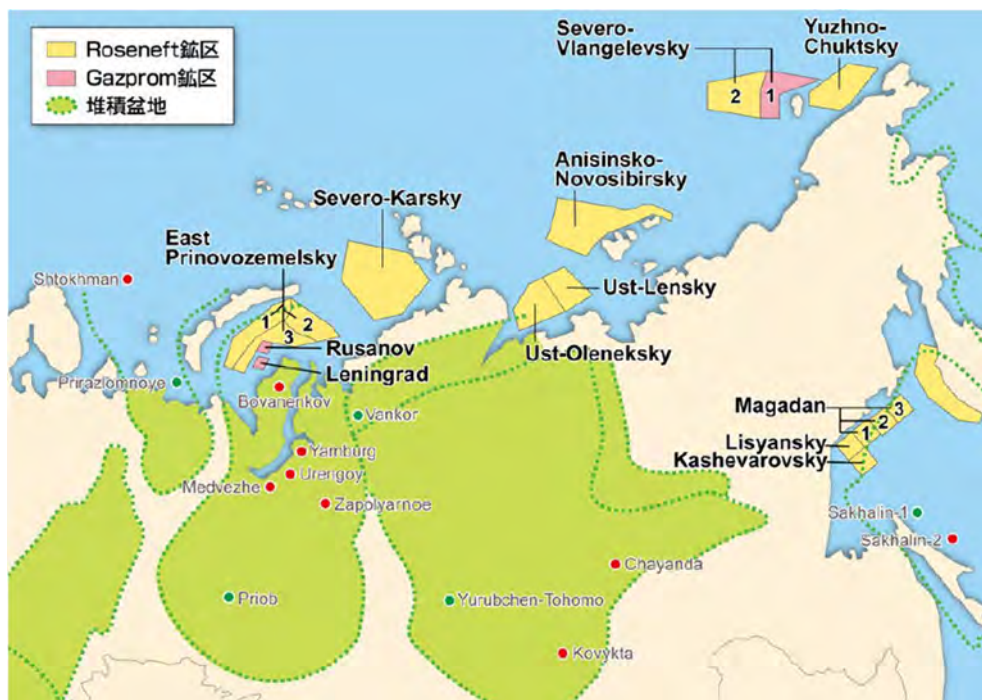 Roseneft鉱区
Gazprom鉱区
堆積盆地
Severo-
Vlangelevsky
2
1
Yuzhno-
Chuktsky
Anisinsko-
Novosibirsky
Severo-Karsky
East
Prinovozemelsky
1
2
3
Shtokhman
Rusanov
Leningrad
Ust-Lensky
Ust-Oleneksky
Prirazlomnoye
Bovanenkov
Vankor
Magadan
1
2
3
Lisyansky
Kashevarovsky
Yamburg
Urengoy
Medvezhe
Zapolyarnoe
Sakhalin-1
Sakhalin-2
Chayanda
Priob
Yurubchen-Tohomo
Kovykta